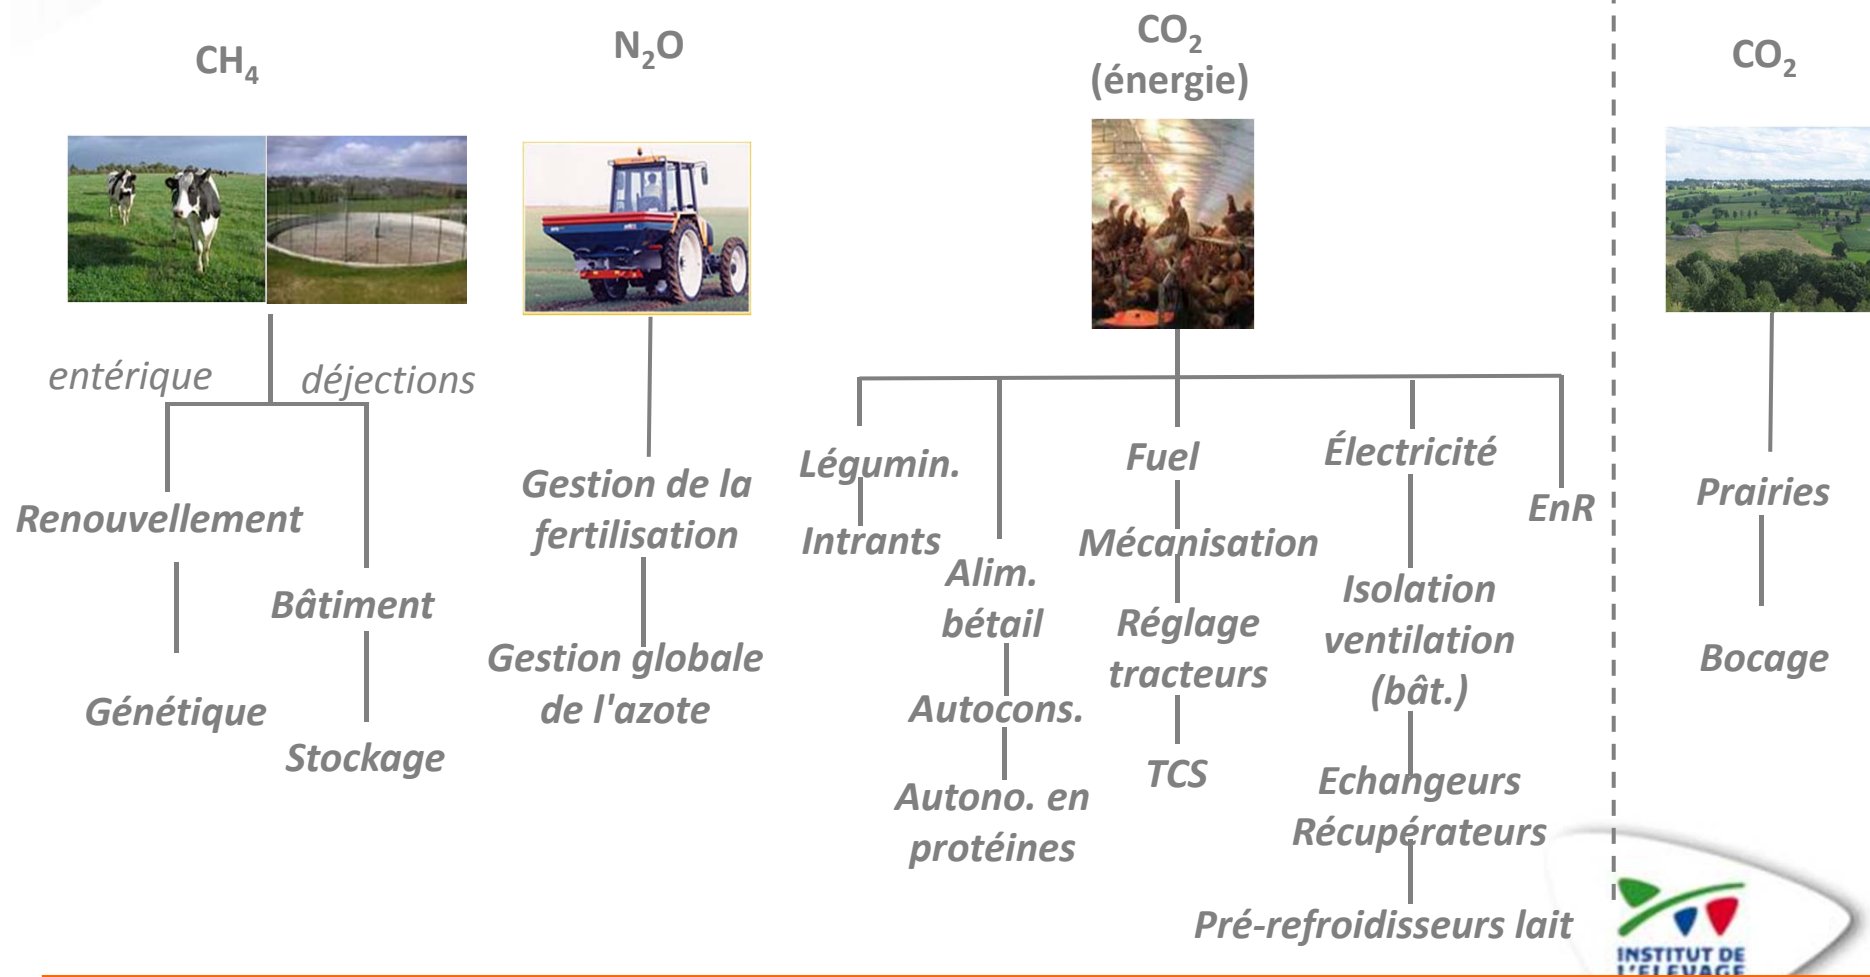 CH₄
entérique
déjections
Renouvellement
Génétique
Bâtiment
Stockage
N₂O
Gestion de la
fertilisation
Gestion globale
de l'azote
CO₂
(énergie)
Légumin.
Intrants
Alim.
bétail
Autocons.
Autono. en
protéines
Fuel
Mécanisation
Réglage
tracteurs
TCS
Électricité
Isolation
ventilation
(bât.)
Echangeurs
Récupérateurs
Pré-refroidisseurs lait
EnR
CO₂
Prairies
Bocage
INSTITUT DE
L'ELEVAGE